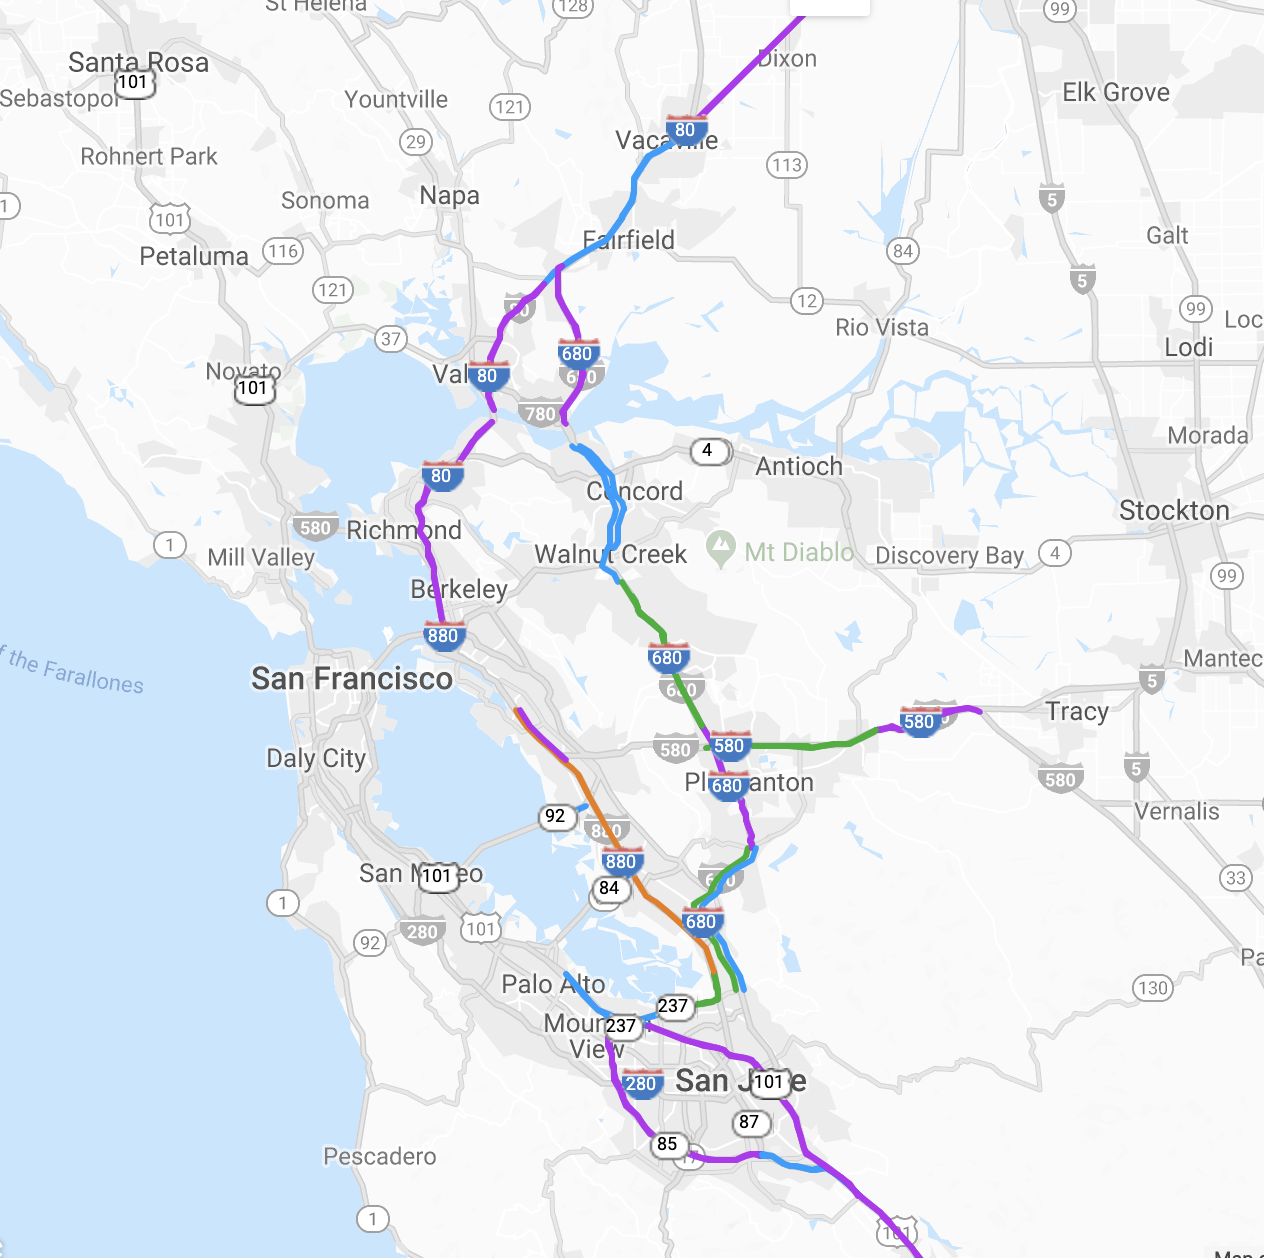 St Helena
128
99
Santa Rosa
101
Dixon
Elk Grove
Sebastopol
Yountville
121
29
80
Vacaville
Rohnert Park
113
1
Sonoma
Napa
5
101
Petaluma
116
Fairfield
84
Galt
121
5
12
99
37
80
Rio Vista
Lodi
Novato
101
680
80
680
780
4
Antioch
Morada
80
Concord
Stockton
580
Richmond
1
Mill Valley
Walnut Creek
Mt Diablo
Discovery Bay
4
99
Berkeley
880
of the Farallones
San Francisco
680
680
5
580
Tracy
Daly City
580
580
Pleasanton
680
5
580
92
880
Vernalis
880
84
San Mateo
101
680
33
1
92
280
101
680
Palo Alto
237
130
Mountain
View
237
280
San Jose
101
87
85
17
Pescadero
1
101